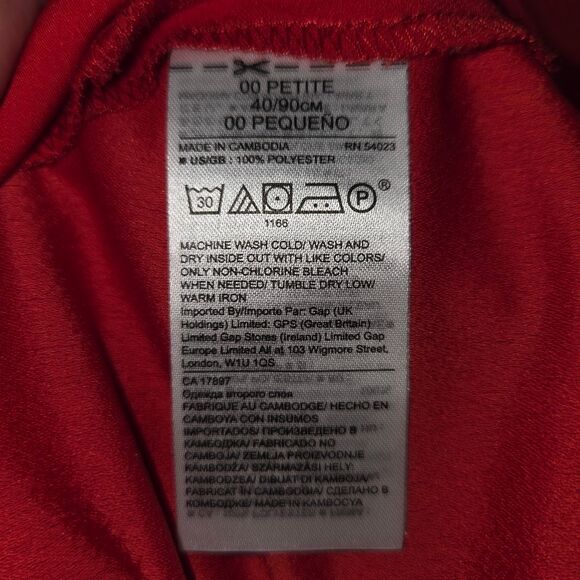 00 PETITE
40/90CM
00 PEQUEÑO
MADE IN CAMBODIA RN 54023
■ US/GB : 100% POLYESTER
30 P ®
1166
MACHINE WASH COLD/ WASH AND
DRY INSIDE OUT WITH LIKE COLORS/
ONLY NON-CHLORINE BLEACH
WHEN NEEDED/ TUMBLE DRY LOW/
WARM IRON
Imported By/Importe Par: Gap (UK
Holdings) Limited: GPS (Great Britain)
Limited Gap Stores (Ireland) Limited Gap
Europe Limited All at 103 Wigmore Street,
London, W1U 1QS
CA 17897
Одежда второго слоя
FABRIQUE AU CAMBODGE/ HECHO EN
CAMBOYA CON INSUMOS
IMPORTADOS/ ПРОИЗВЕДЕНО В
КАМБОДЖА/ FABRICADO NO
CAMBOJA/ ZEMLJA PROIZVODNJE
KAMBODŽA/ SZÁRMAZÁSI HELY:
KAMBODZSA/ DIBUAT DI KAMBOJA/
FABRICAT IN CAMBODGIA/ СДЕЛАНО В
КОМБОДЖЕ/ MADE IN KAMBOCYA